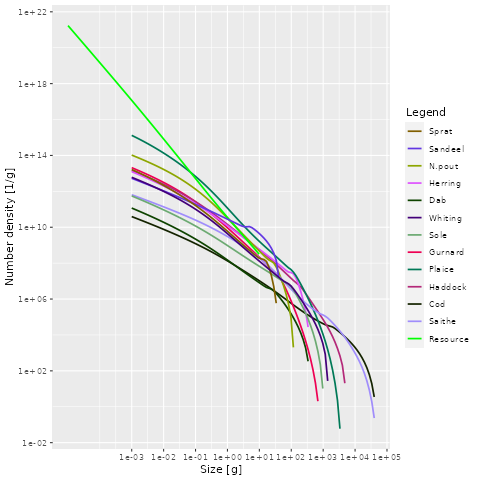 1e+22
1e+18
1e+14
1e+10
1e+06
1e+02
1e-02
Number density [1/g]
1e-03 1e-02 1e-01 1e+00 1e+01 1e+02 1e+03 1e+04 1e+05
Size [g]
Legend
Sprat
Sandeel
N.pout
Herring
Dab
Whiting
Sole
Gurnard
Plaice
Haddock
Cod
Saithe
Resource